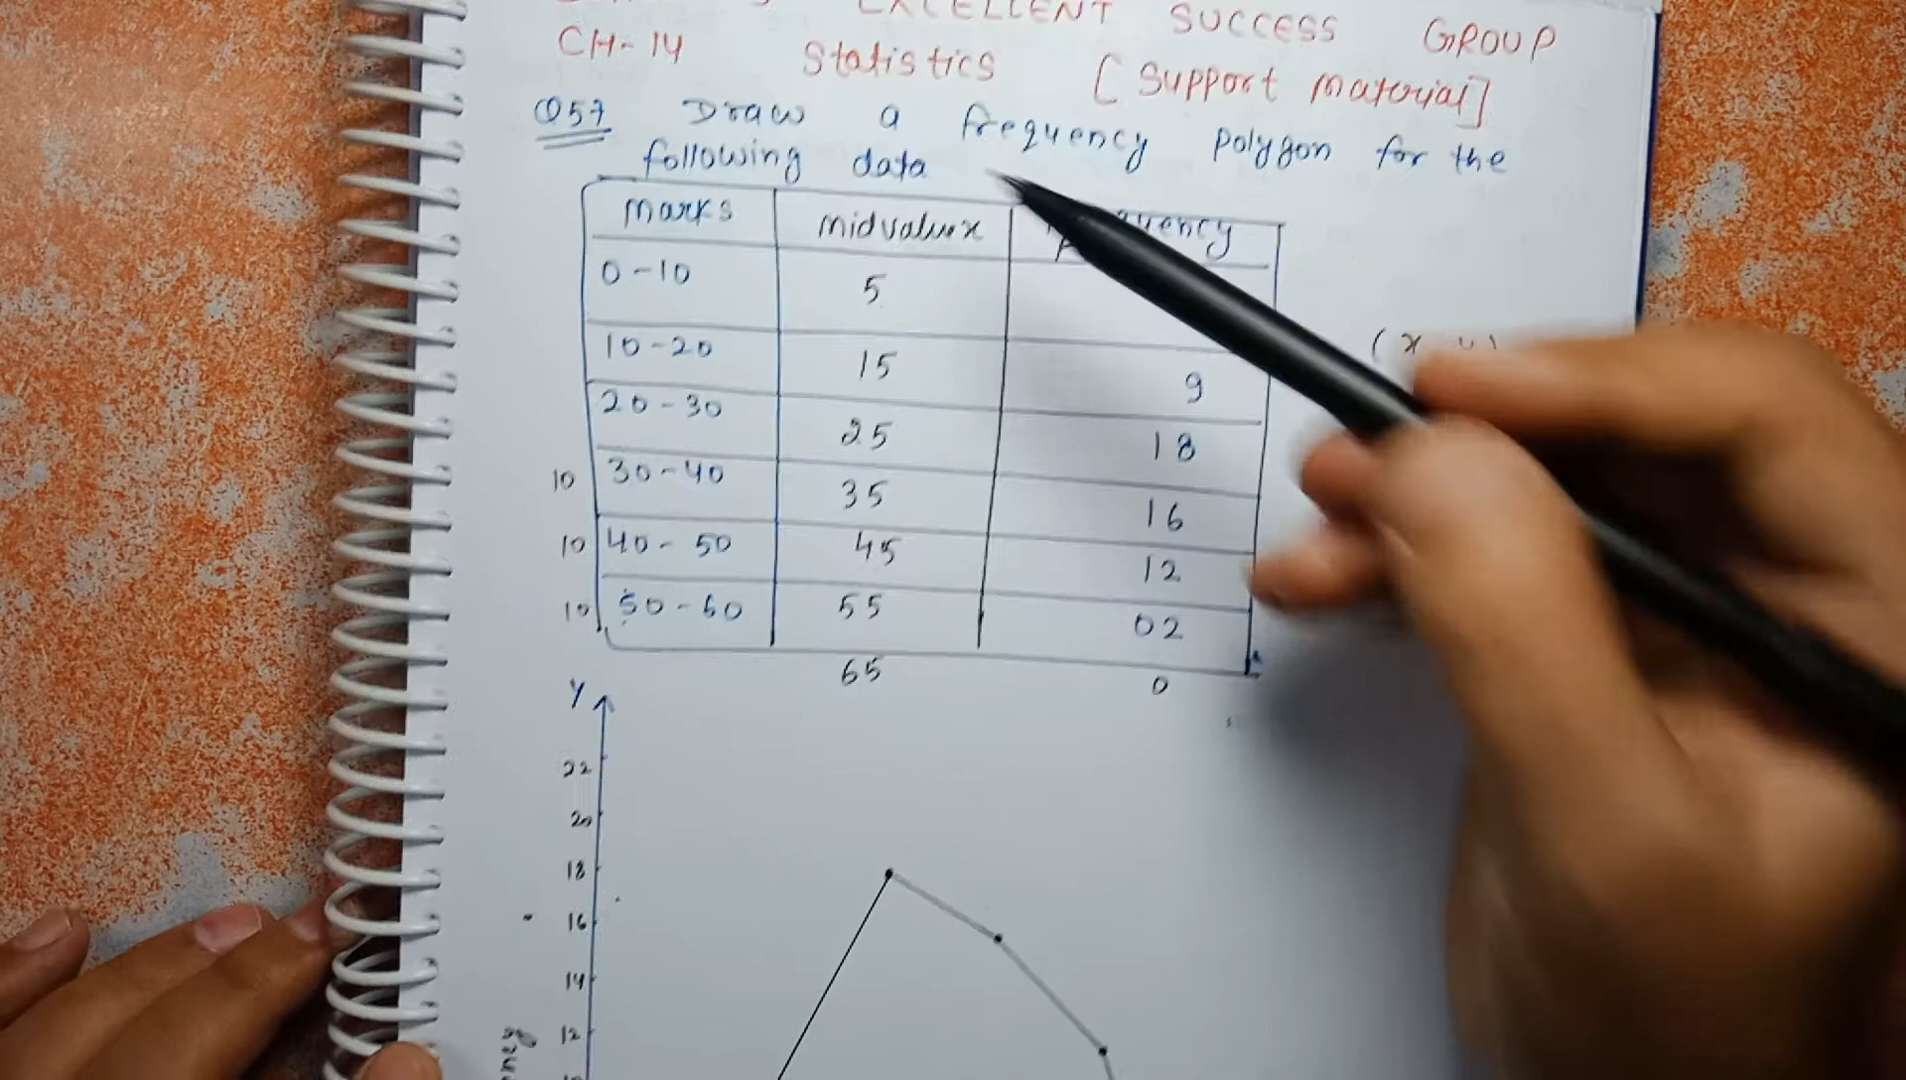 EXCELLENT SUCCESS GROUP
CH-14 Statistics [Support material]
Q57 Draw a frequency polygon for the
following data
Marks midvalue x
0-10 5
10-20 15 9
20-30 25 18
10 30-40 35 16
10 40-50 45 12
10 50-60 55 02
65 0
Y
22
20
18
16
14
12